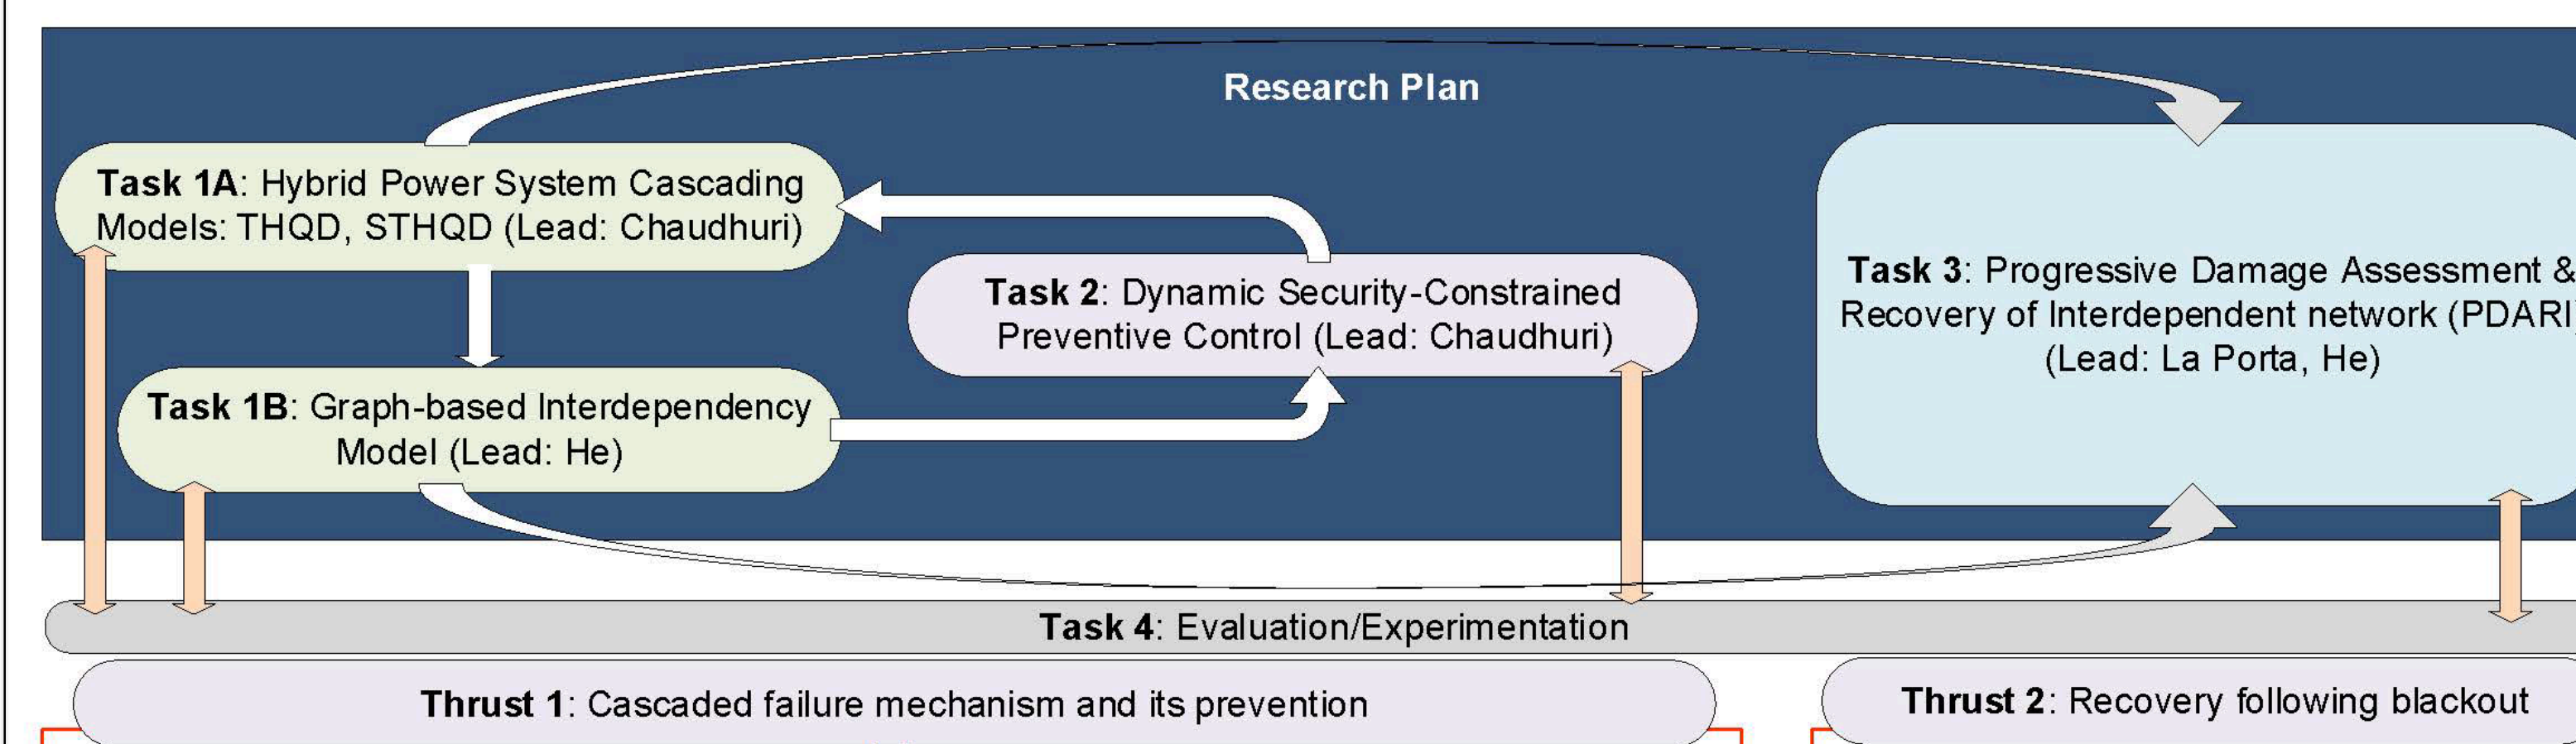 Research Plan
Task 1A: Hybrid Power System Cascading
Models: THQD, STHQD (Lead: Chaudhuri)
Task 1B: Graph-based Interdependency
Model (Lead: He)
Task 2: Dynamic Security-Constrained
Preventive Control (Lead: Chaudhuri)
Task 3: Progressive Damage Assessment &
Recovery of Interdependent network (PDARI)
(Lead: La Porta, He)
Task 4: Evaluation/Experimentation
Thrust 1: Cascaded failure mechanism and its prevention
Thrust 2: Recovery following blackout